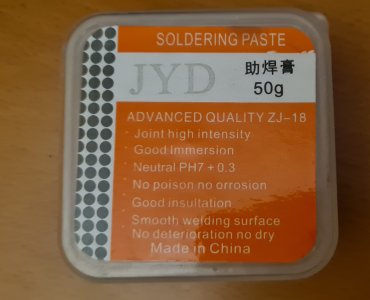 SOLDERING PASTE
JYD
助焊膏
50g
ADVANCED QUALITY ZJ-18
Joint high intensity
Good Immersion
Neutral PH7 + 0.3
No poison no orrosion
Good insultation
Smooth welding surface
No deterioration no dry
Made in China